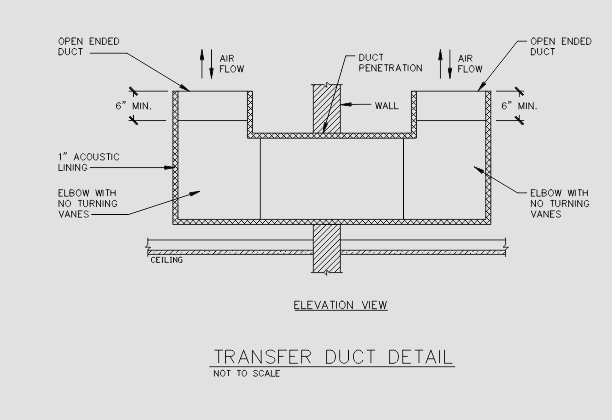 OPEN ENDED
DUCT
AIR
FLOW
DUCT
PENETRATION
AIR
FLOW
OPEN ENDED
DUCT
6" MIN.
WALL
6" MIN.
1" ACOUSTIC
LINING
ELBOW WITH
NO TURNING
VANES
ELBOW WITH
NO TURNING
VANES
CEILING
ELEVATION VIEW
TRANSFER DUCT DETAIL
NOT TO SCALE